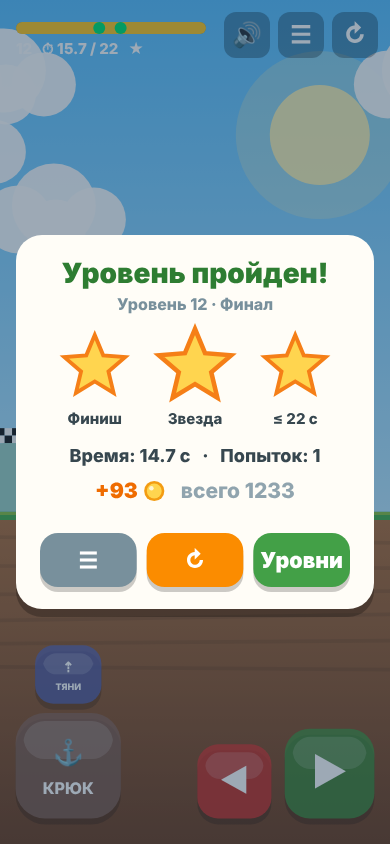 15.7 / 22 ★
Уровень пройден!
Уровень 12 · Финал
Финиш
Звезда
≤ 22 с
Время: 14.7 с · Попыток: 1
+93 всего 1233
Уровни
тяни
КРЮК